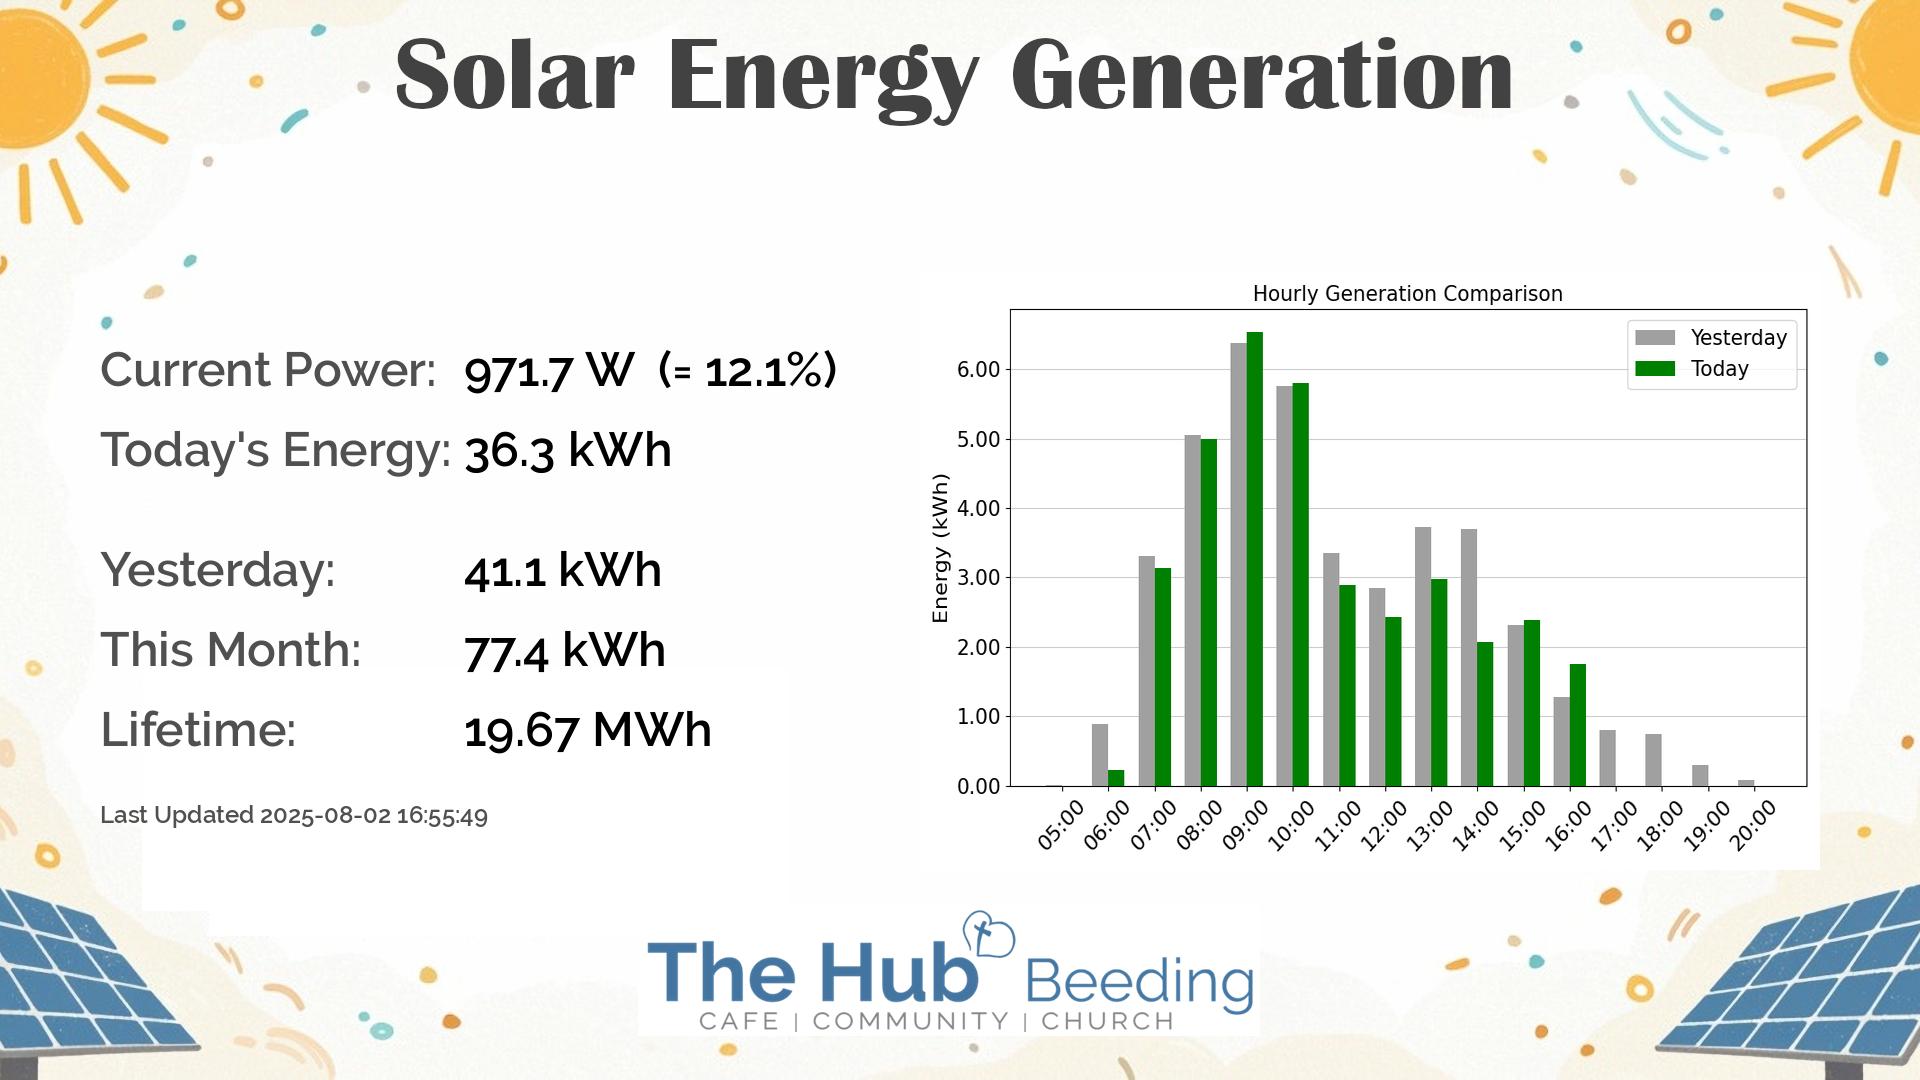 Solar Energy Generation
Current Power: 971.7 W (= 12.1%)
Today's Energy: 36.3 kWh
Yesterday: 41.1 kWh
This Month: 77.4 kWh
Lifetime: 19.67 MWh
Last Updated 2025-08-02 16:55:49
Hourly Generation Comparison
Yesterday
Today
Energy (kWh)
6.00
5.00
4.00
3.00
2.00
1.00
0.00
05:00 06:00 07:00 08:00 09:00 10:00 11:00 12:00 13:00 14:00 15:00 16:00 17:00 18:00 19:00 20:00
The Hub Beeding
CAFE | COMMUNITY | CHURCH